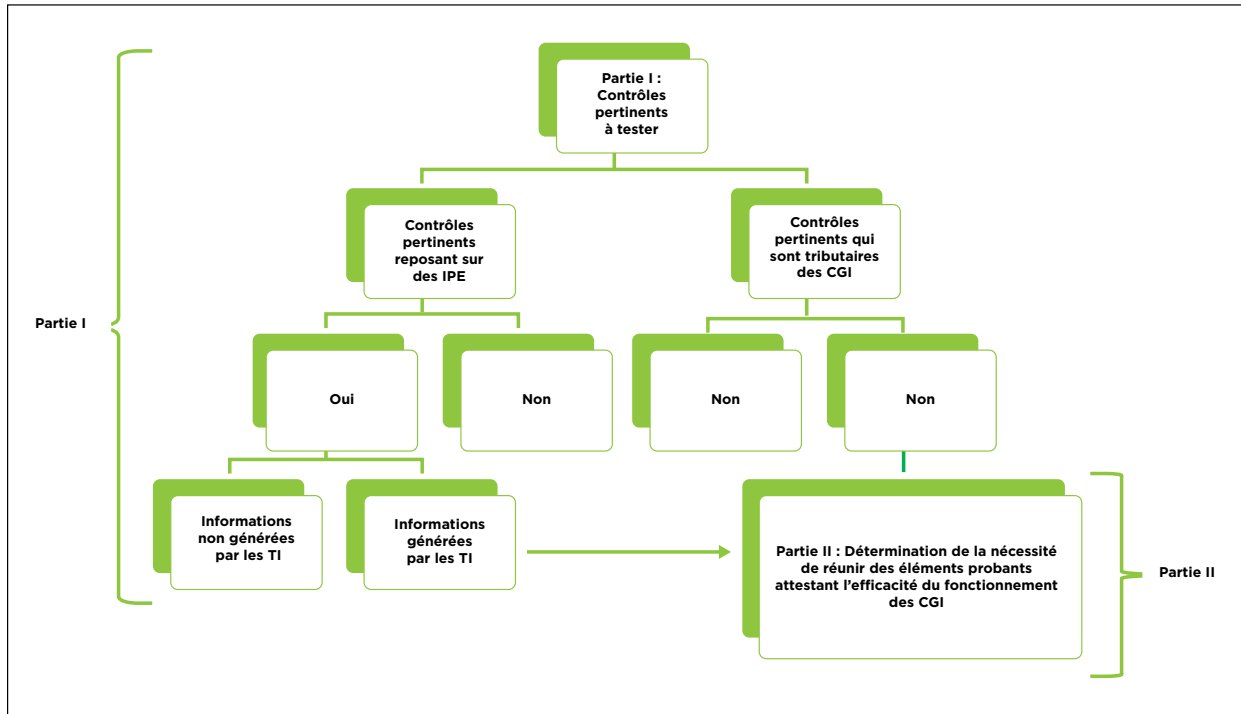 Partie I :
Contrôles
pertinents
à tester
Contrôles
pertinents
reposant sur
des IPE
Contrôles
pertinents qui
sont tributaires
des CGI
Partie I
Oui
Non
Non
Non
Informations
non générées
par les TI
Informations
générées
par les TI
Partie II : Détermination de la nécessité
de réunir des éléments probants
attestant l’efficacité du fonctionnement
des CGI
Partie II